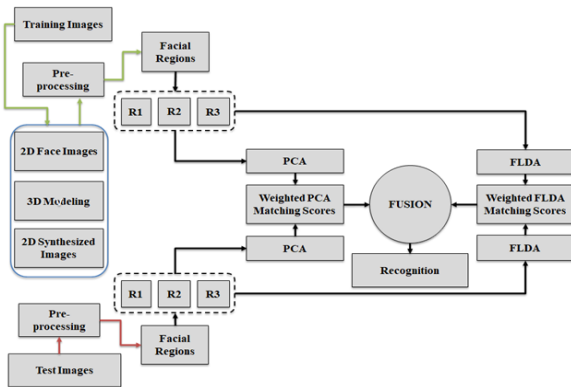 Training Images
Pre-
processing
Facial
Regions
R1 R2 R3
2D Face Images
3D Modeling
2D Synthesized
Images
PCA
Weighted PCA
Matching Scores
PCA
FUSION
Recognition
FLDA
Weighted FLDA
Matching Scores
FLDA
R1 R2 R3
Pre-
processing
Facial
Regions
Test Images